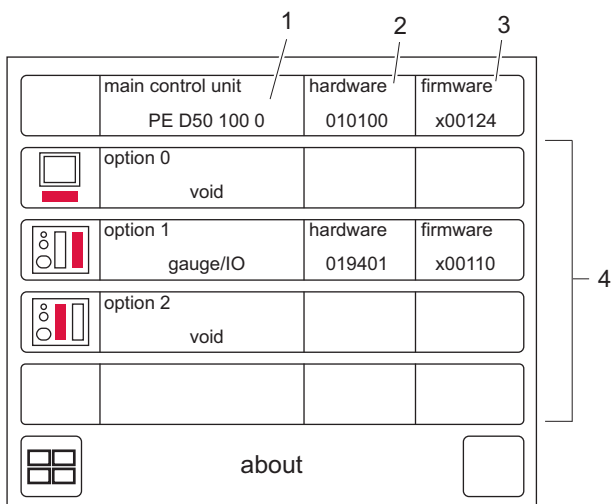 1 2 3
main control unit hardware firmware
PE D50 100 0 010100 x00124
option 0
void
option 1 hardware firmware
gauge/IO 019401 x00110
4
option 2
void
about